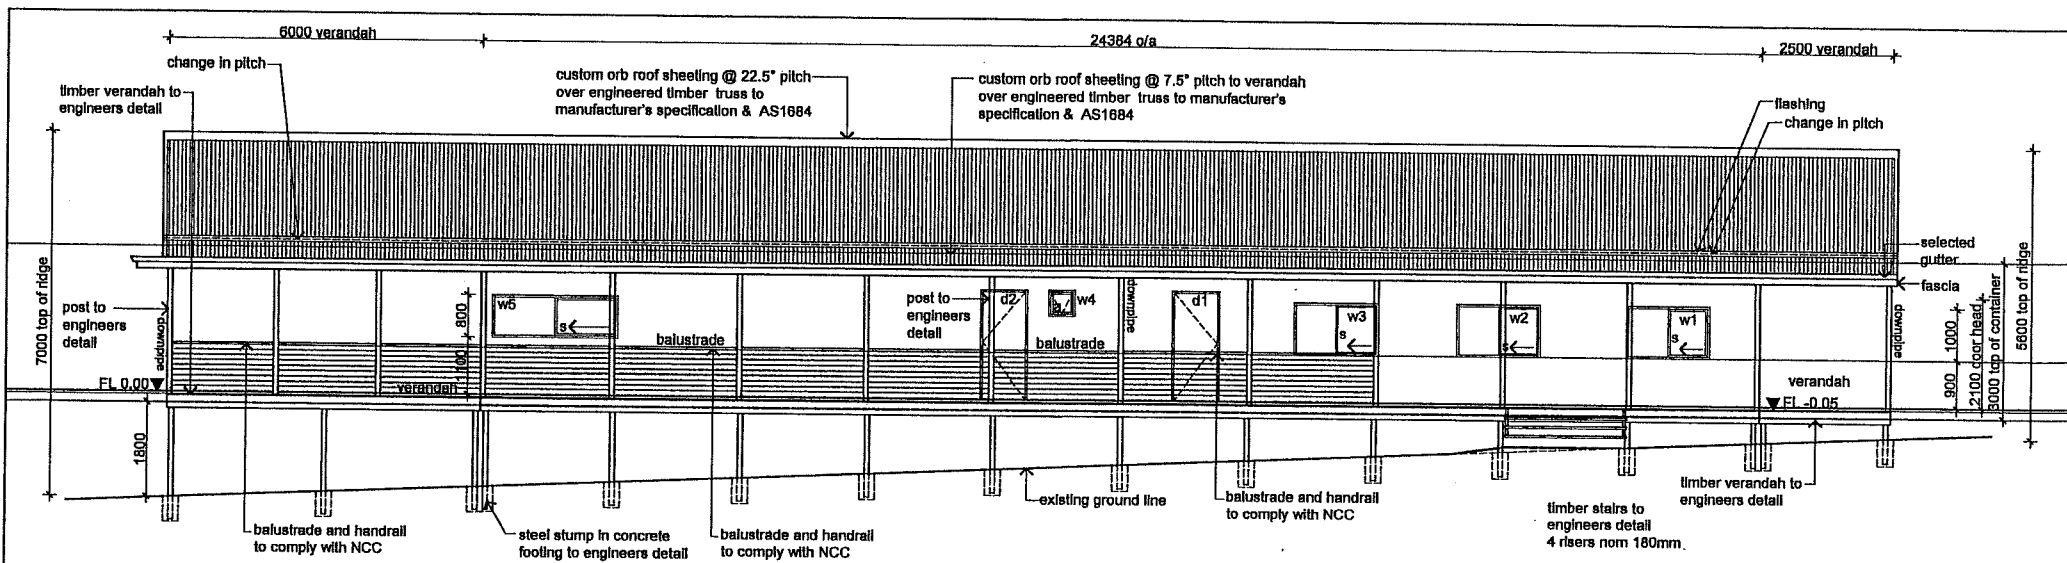 6000 verandah
24384 o/a
2500 verandah
change in pitch
timber verandah to
engineers detail
custom orb roof sheeting @ 22.5° pitch
over engineered timber truss to
manufacturer's specification & AS1684
custom orb roof sheeting @ 7.5° pitch to verandah
over engineered timber truss to manufacturer's
specification & AS1684
flashing
change in pitch
selected
gutter
fascia
7000 top of ridge
post to
engineers
detail
downpipe
w5
800
s
balustrade
1100
verandah
FL 0.00
1800
post to
engineers
detail
d2
w4
downpipe
balustrade
d1
w3
s
w2
s
w1
s
downpipe
verandah
FL -0.05
1000
900
2100 door head
3000 top of container
5600 top of ridge
balustrade and handrail
to comply with NCC
steel stump in concrete
footing to engineers detail
balustrade and handrail
to comply with NCC
existing ground line
balustrade and handrail
to comply with NCC
timber stairs to
engineers detail
4 risers nom 180mm
timber verandah to
engineers detail